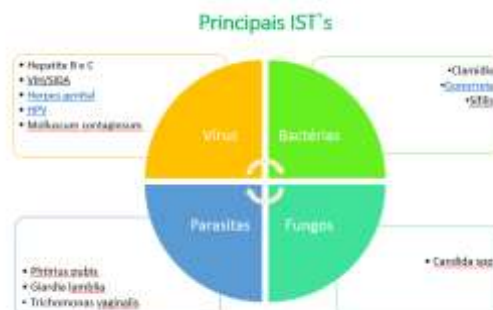 Principais IST`s
• Hepatite B e C
• VIH/SIDA
• Herpes genital
• HPV
• Molluscum contagiosum
Vírus
Bactérias
•Clamídia
•Gonorreia
•Sífilis
Parasitas
Fungos
• Phtirius pubis
• Giardia lamblia
• Trichomonas vaginalis
• Candida spp